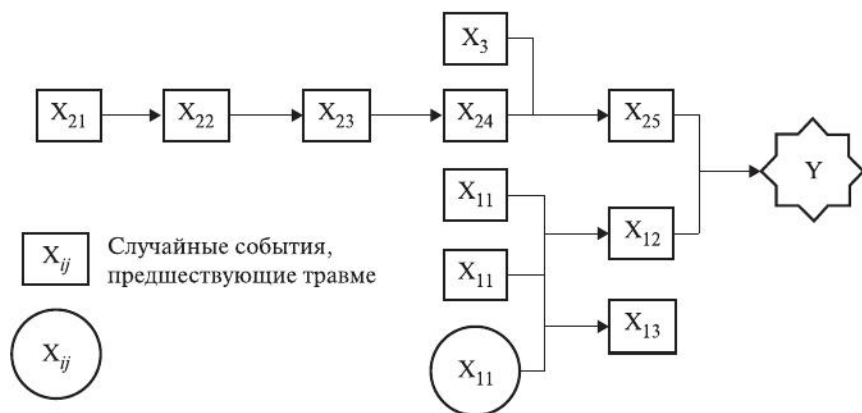 X3
X21 X22 X23 X24 X25
Y
X11 X12
Xij Случайные события,
предшествующие травме
X11 X13
Xij X11